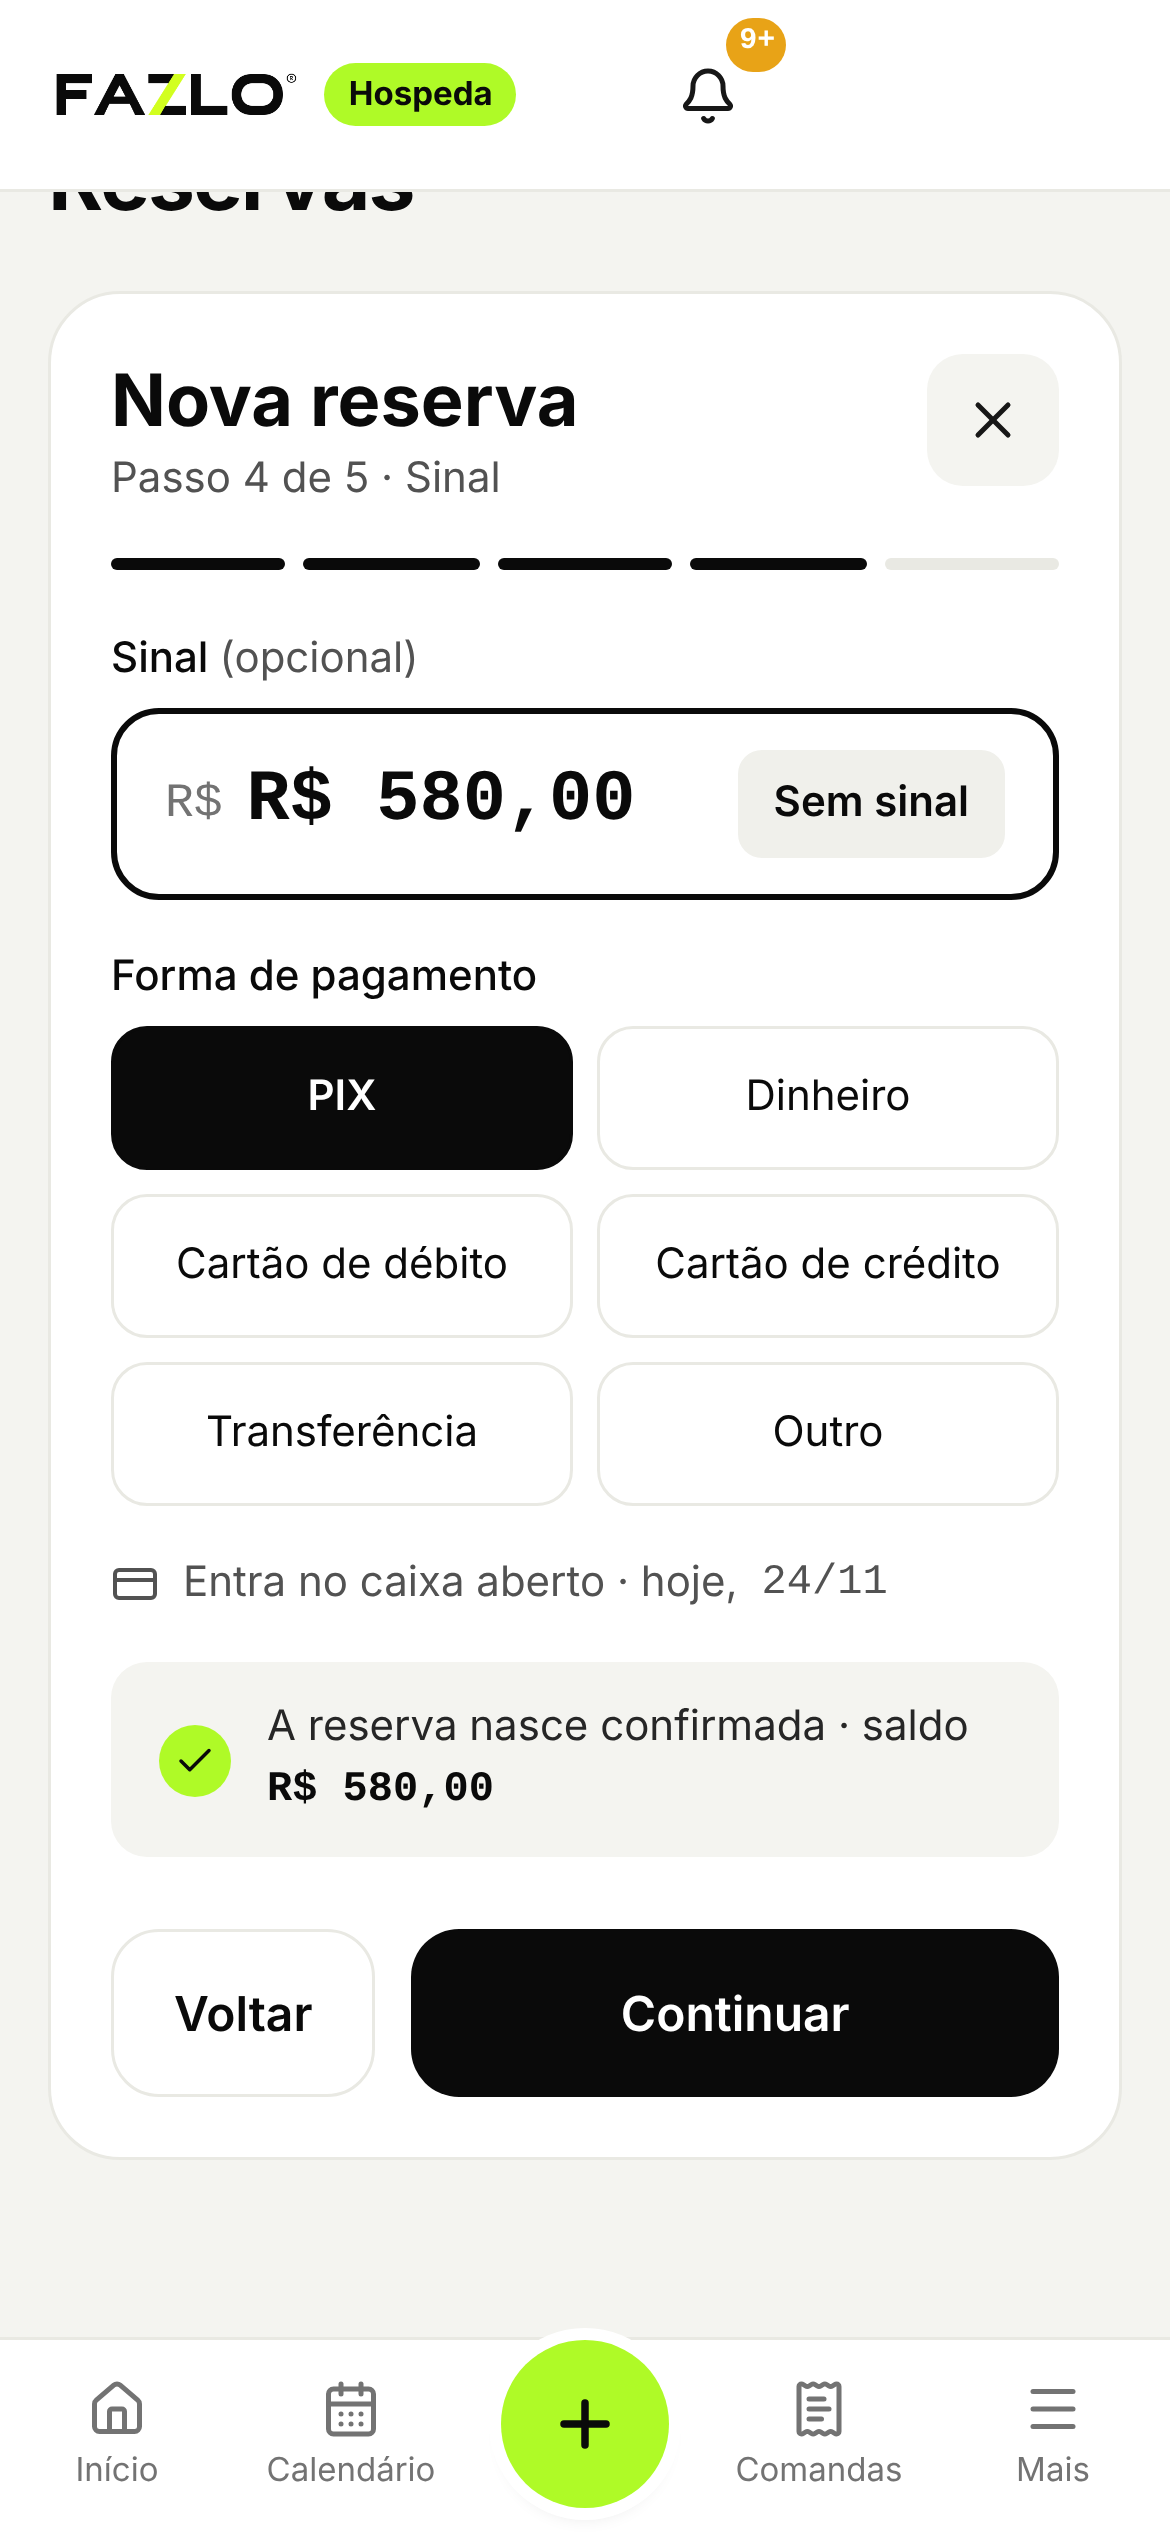 FAZLO®
Hospeda
9+
Reservas
Nova reserva
Passo 4 de 5 · Sinal
Sinal (opcional)
R$ R$ 580,00
Sem sinal
Forma de pagamento
PIX
Dinheiro
Cartão de débito
Cartão de crédito
Transferência
Outro
Entra no caixa aberto · hoje, 24/11
A reserva nasce confirmada · saldo
R$ 580,00
Voltar
Continuar
Início
Calendário
Comandas
Mais